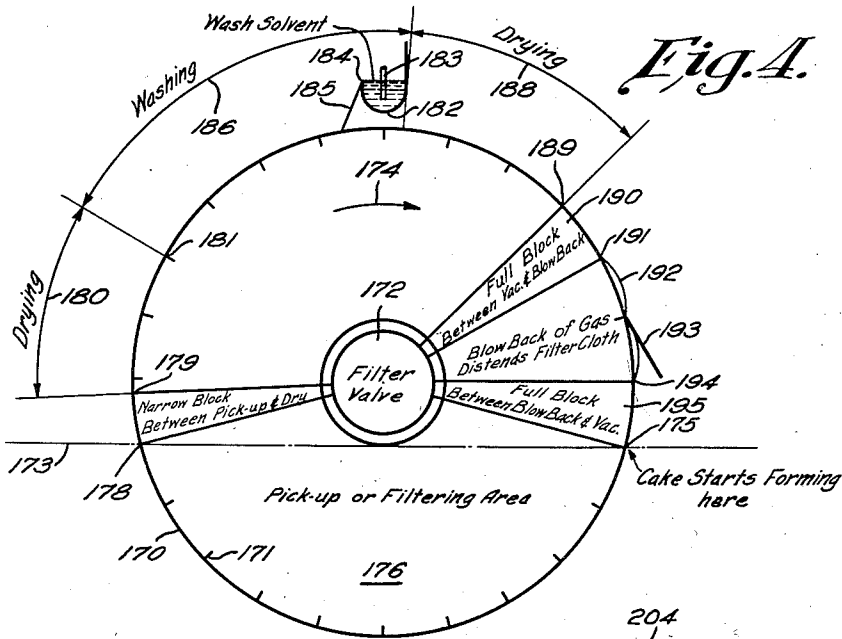 Fig. 4.
Wash Solvent
184
183
185
182
Washing
186
Drying
188
189
190
191
192
193
194
195
175
174
181
Drying
180
179
172
Filter
Valve
Full Block
Between Vac. & Blow Back
Blow Back of Gas
Distends Filter Cloth
Full Block
Between Blow Back & Vac.
Narrow Block
Between Pick-up & Dry
173
178
Cake Starts Forming
here
Pick-up or Filtering Area
170
171
176
204